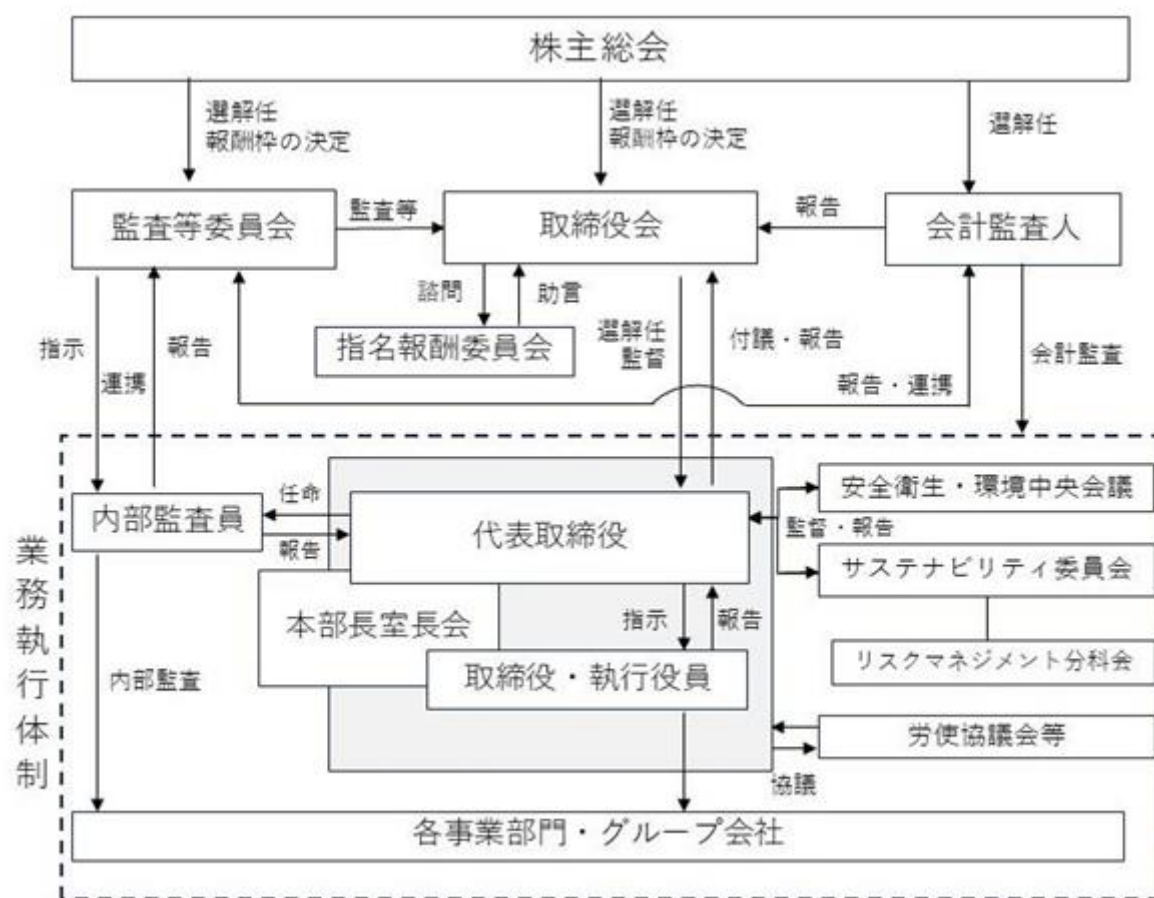 株主総会
選解任
報酬枠の決定
選解任
報酬枠の決定
選解任
監査等委員会
監査等
取締役会
報告
会計監査人
諮問
助言
指名報酬委員会
指示
連携
報告
選解任
監督
付議・報告
報告・連携
会計監査
業務執行体制
内部監査員
任命
報告
代表取締役
監督・報告
安全衛生・環境中央会議
サステナビリティ委員会
リスクマネジメント分科会
本部長室長会
指示
報告
取締役・執行役員
内部監査
労使協議会等
協議
各事業部門・グループ会社